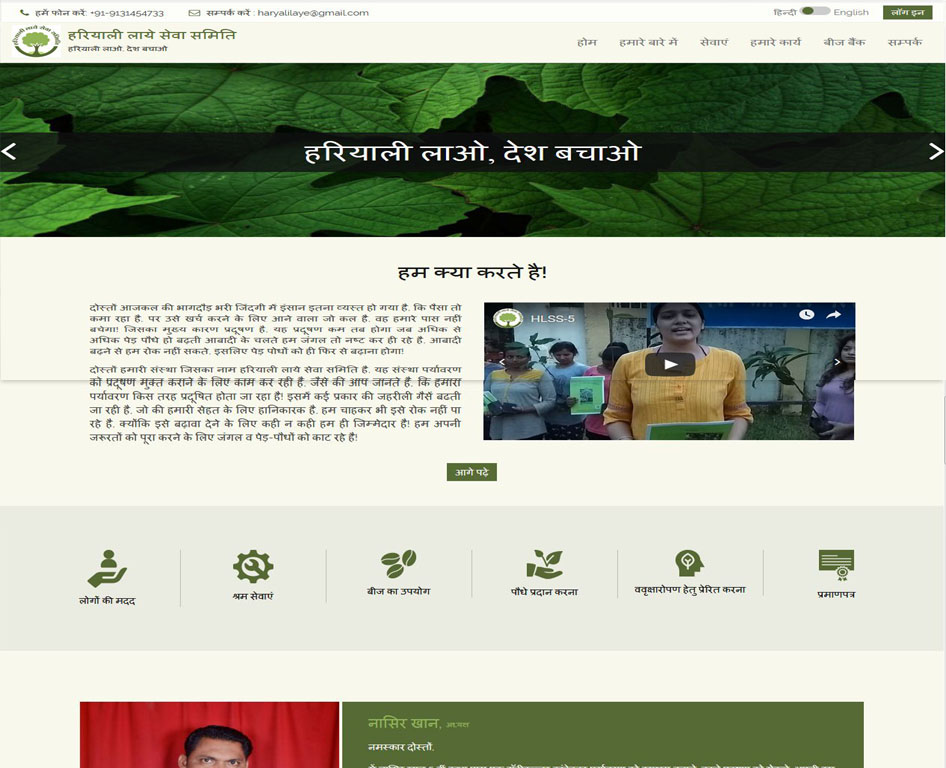 हमें फोन करें: +91-9131454733
सम्पर्क करें : haryalilaye@gmail.com
हिन्दी English
लॉग इन
हरियाली लाये सेवा समिति
हरियाली लाओ, देश बचाओ
होम हमारे बारे में सेवाएं हमारे कार्य बीज बैंक सम्पर्क
हरियाली लाओ, देश बचाओ
हम क्या करते है!
दोस्तों आजकल की भागदौड़ भरी जिंदगी में इंसान इतना व्यस्त हो गया है. कि पैसा तो
कमा रहा है. पर उसे खर्च करने के लिए आने वाला जो कल है. वह हमारे पास नहीं
बचेगा! जिसका मुख्य कारण प्रदूषण है. यह प्रदूषण कम तब होगा जब अधिक से
अधिक पेड़ पौधे हो बढती आबादी के चलते हम जंगल तो नष्ट कर ही रहे है. आबादी
बढ़ने से हम रोक नहीं सकते. इसलिए पेड़ पोधों को ही फिर से बढ़ाना होगा!
दोस्तों हमारी संस्था जिसका नाम हरियाली लाये सेवा समिति है. यह संस्था पर्यावरण
को प्रदूषण मुक्त कराने के लिए काम कर रही है. जैसे की आप जानते है. कि हमारा
पर्यावरण किस तरह प्रदूषित होता जा रहा है! इसमें कई प्रकार की जहरीली गैसें बढती
जा रही है. जो की हमारी सेहत के लिए हानिकारक है. हम चाहकर भी इसे रोक नहीं पा
रहे है. क्योंकि इसे बढ़ावा देने के लिए कही न कही हम ही जिम्मेदार हैं! हम अपनी
जरूरतों को पूरा करने के लिए जंगल व पेड़-पौधों को काट रहे है!
HLSS-5
आगे पढ़े
लोगों की मदद
श्रम सेवाएं
बीज का उपयोग
पौधे प्रदान करना
ववृक्षारोपण हेतु प्रेरित करना
प्रमाणपत्र
नासिर खान, अध्यक्ष
नमस्कार दोस्तों.